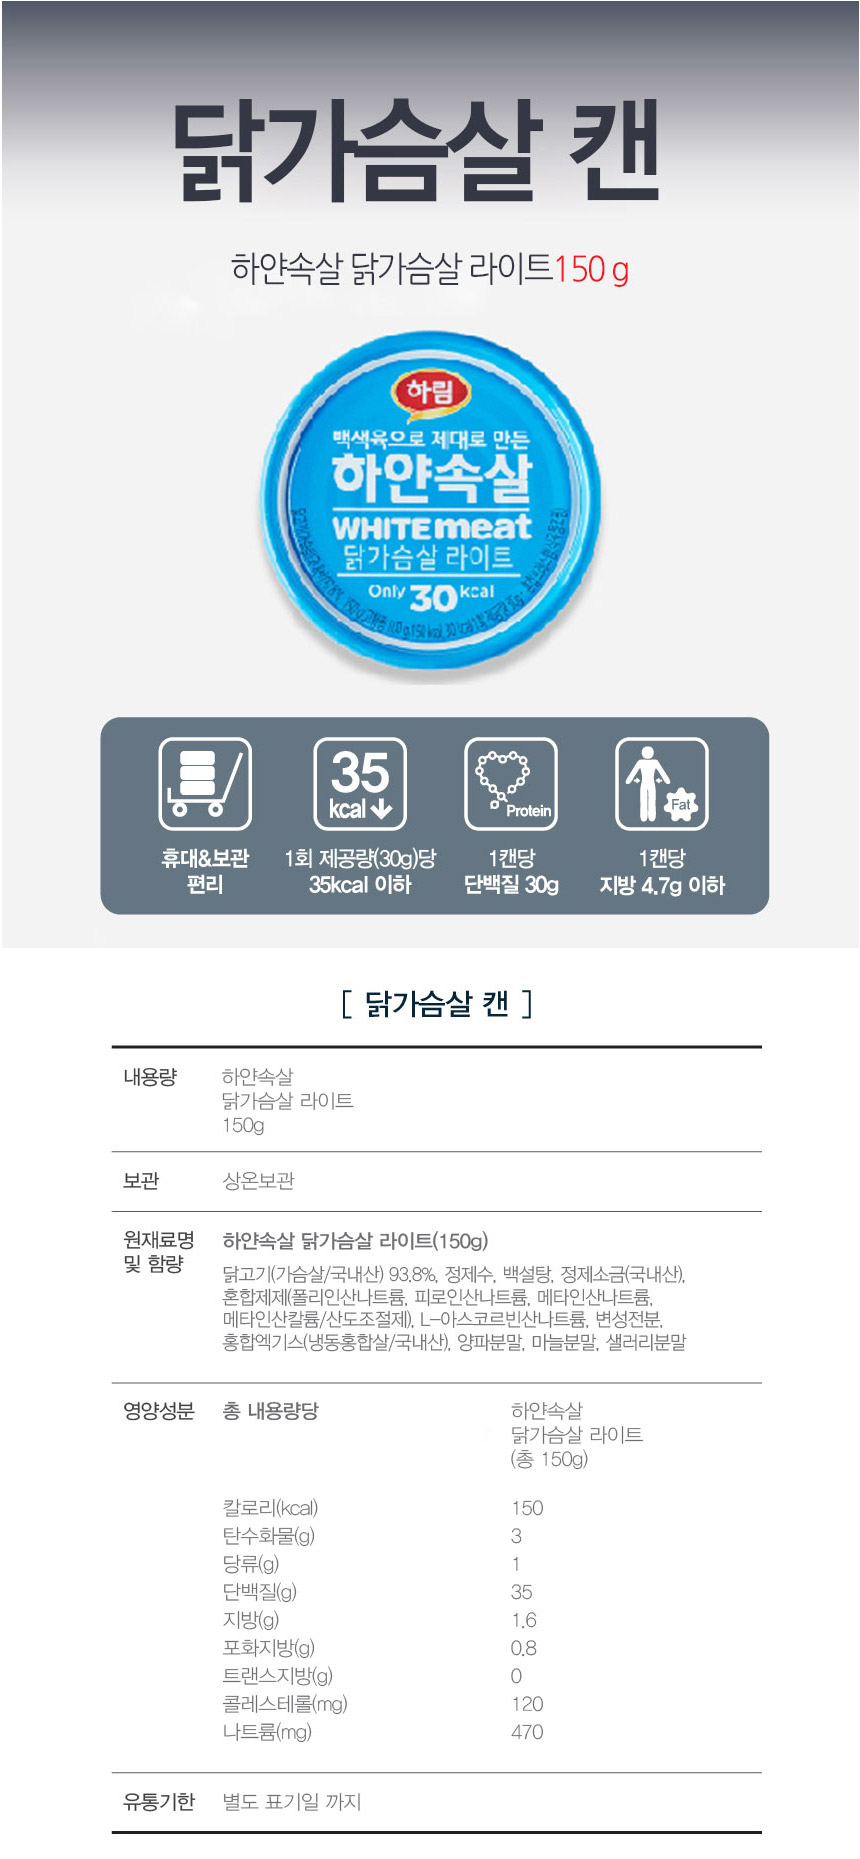 닭가슴살 캔
하얀속살 닭가슴살 라이트150 g
하림
백색육으로 제대로 만든
하얀속살
WHITE meat
닭가슴살 라이트
Only 30 kcal
35
kcal
Protein
Fat
휴대&보관
편리
1회 제공량(30g)당
35kcal 이하
1캔당
단백질 30g
1캔당
지방 4.7g 이하
[ 닭가슴살 캔 ]
내용량 하얀속살
닭가슴살 라이트
150g
보관 상온보관
원재료명 하얀속살 닭가슴살 라이트(150g)
및 함량
닭고기(가슴살/국내산) 93.8%, 정제수, 백설탕, 정제소금(국내산),
혼합제제(폴리인산나트륨, 피로인산나트륨, 메타인산나트륨,
메타인산칼륨/산도조절제), L-아스코르빈산나트륨, 변성전분,
홍합엑기스(냉동홍합살/국내산), 양파분말, 마늘분말, 샐러리분말
영양성분 총 내용량당 하얀속살
닭가슴살 라이트
(총 150g)
칼로리(kcal) 150
탄수화물(g) 3
당류(g) 1
단백질(g) 35
지방(g) 1.6
포화지방(g) 0.8
트랜스지방(g) 0
콜레스테롤(mg) 120
나트륨(mg) 470
유통기한 별도 표기일 까지